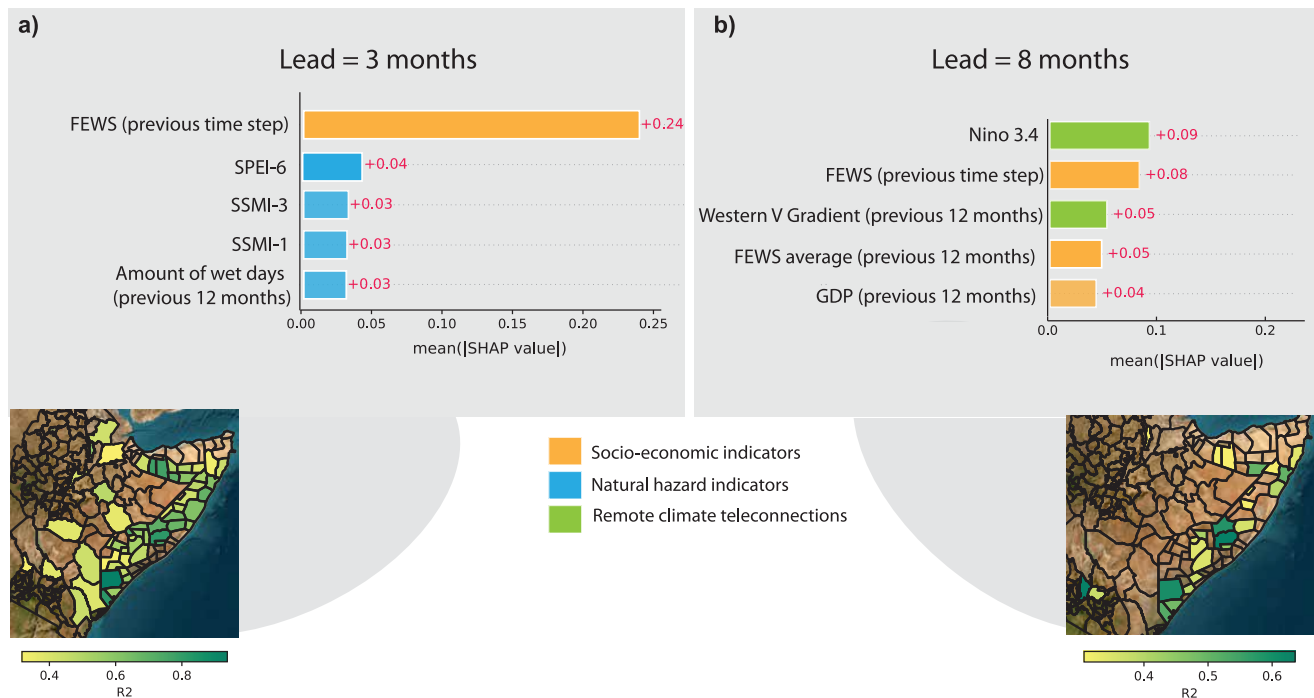 a)
Lead = 3 months
FEWS (previous time step)
+0.24
SPEI-6
+0.04
SSMI-3
+0.03
SSMI-1
+0.03
Amount of wet days
(previous 12 months)
+0.03
0.00 0.05 0.10 0.15 0.20 0.25
mean(|SHAP value|)
b)
Lead = 8 months
Nino 3.4
+0.09
FEWS (previous time step)
+0.08
Western V Gradient (previous 12 months)
+0.05
FEWS average (previous 12 months)
+0.05
GDP (previous 12 months)
+0.04
0.0 0.1 0.2
mean(|SHAP value|)
Socio-economic indicators
Natural hazard indicators
Remote climate teleconnections
0.4 0.6 0.8
R2
0.4 0.5 0.6
R2